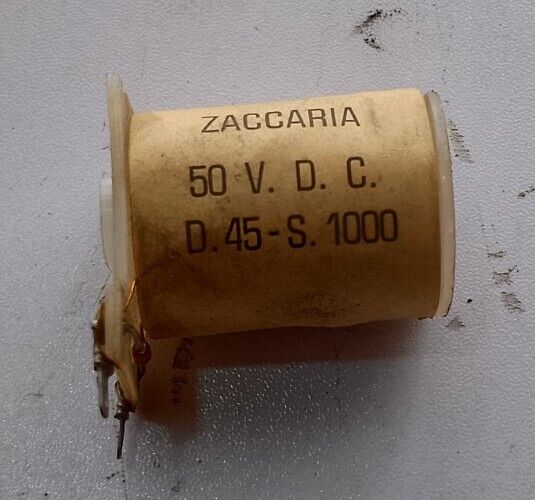 ZACCARIA
50 V. D. C.
D. 45 - S. 1000